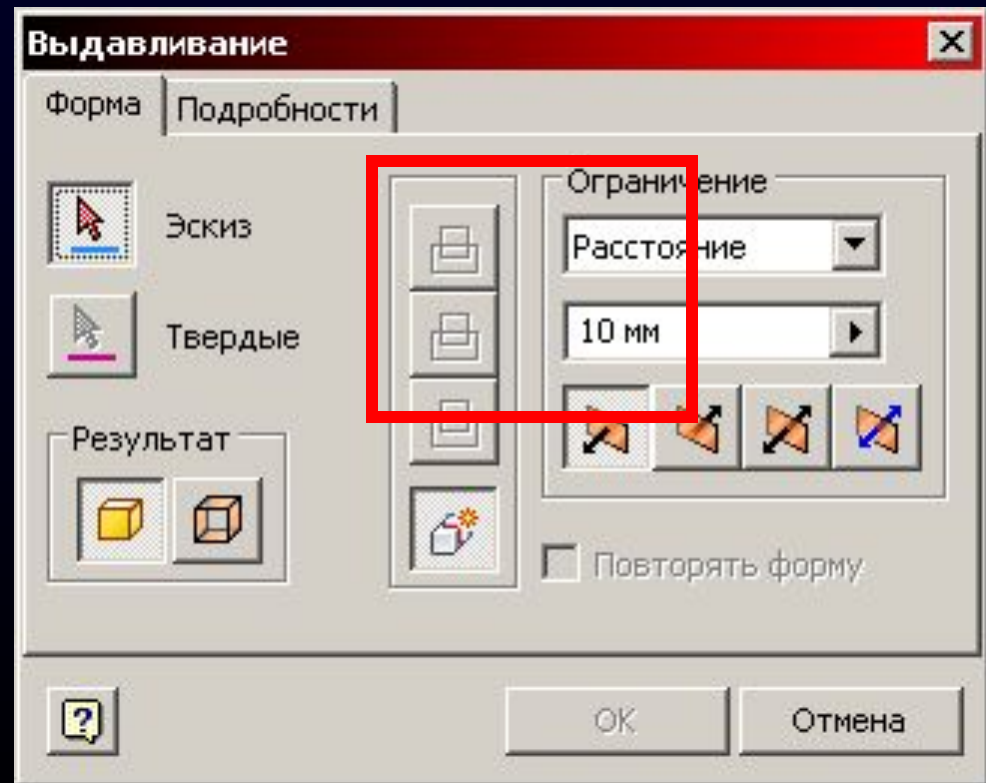 Выдавливание
Форма
Подробности
Эскиз
Твердые
Результат
Ограничение
Расстояние
10 мм
Повторять форму
?
OK
Отмена